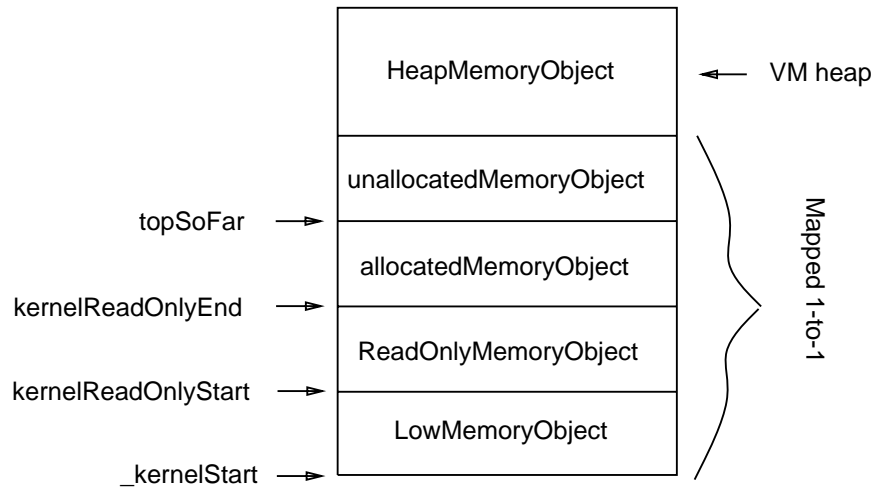 HeapMemoryObject
VM heap
unallocatedMemoryObject
topSoFar
allocatedMemoryObject
Mapped 1-to-1
kernelReadOnlyEnd
ReadOnlyMemoryObject
kernelReadOnlyStart
LowMemoryObject
_kernelStart